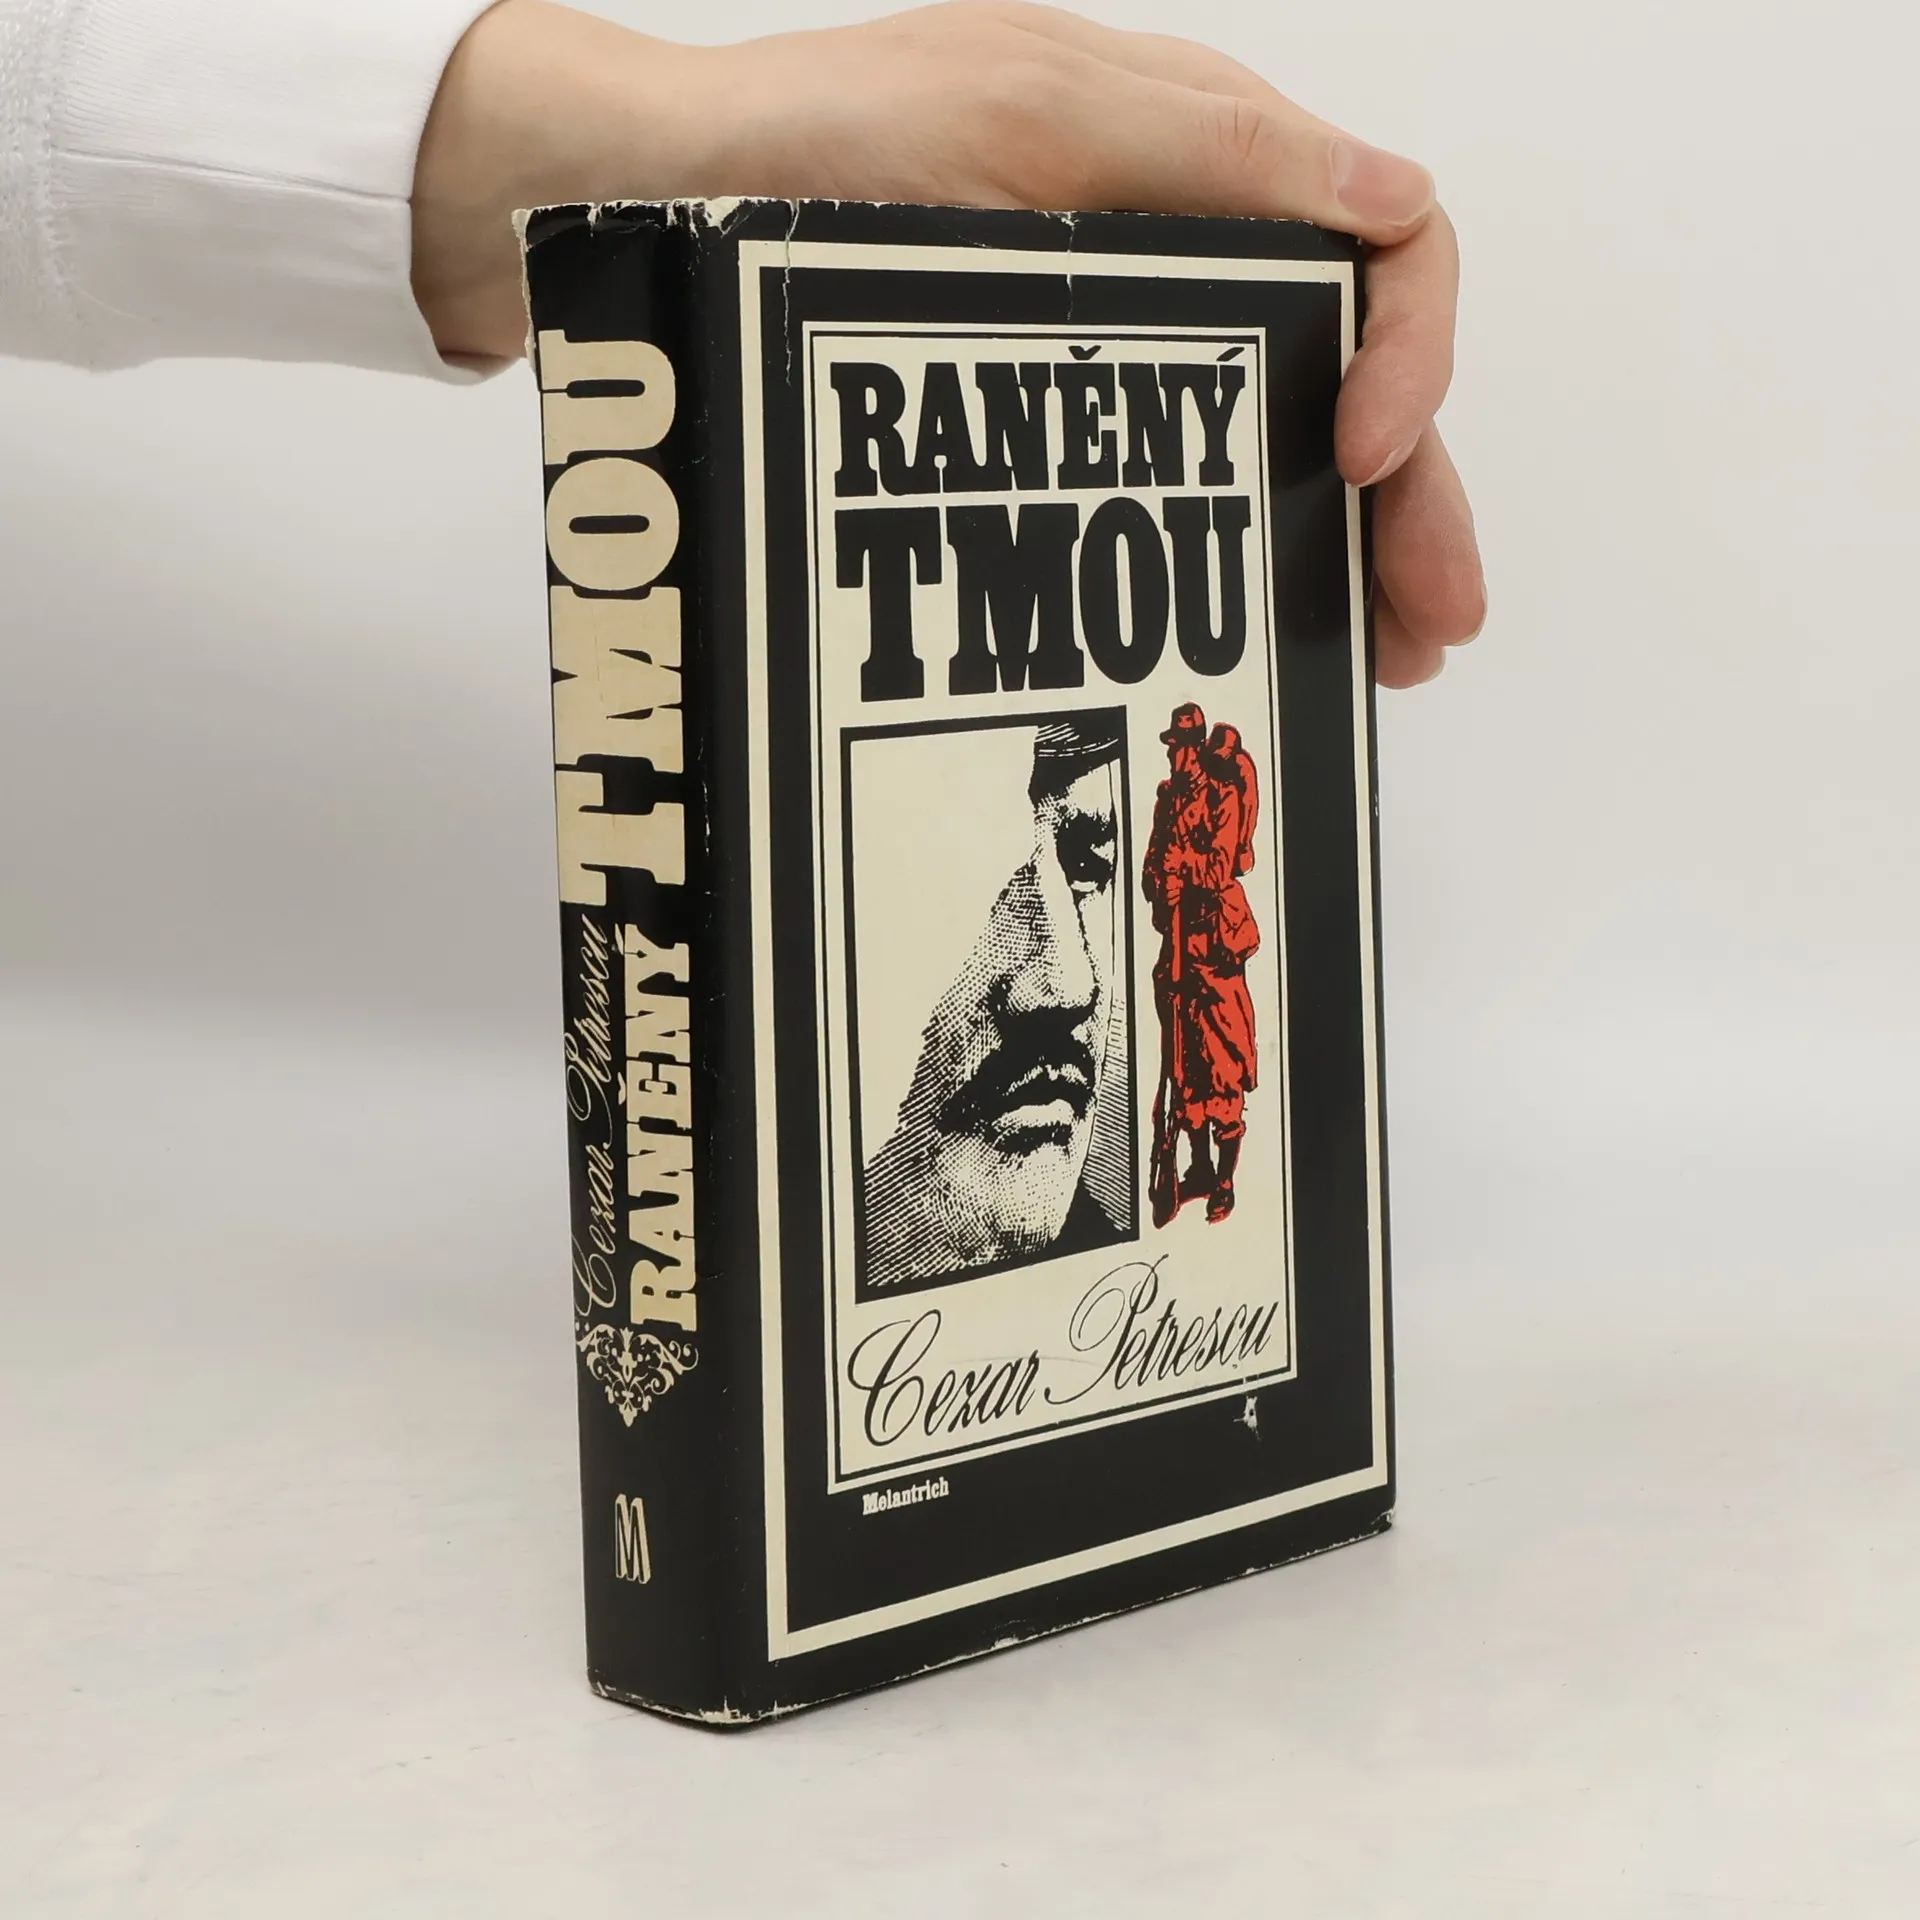 Cezar Petrescu
RANĚNÝ TMOU
M
RANĚNÝ
TMOU
Cezar Petrescu
Melantrich